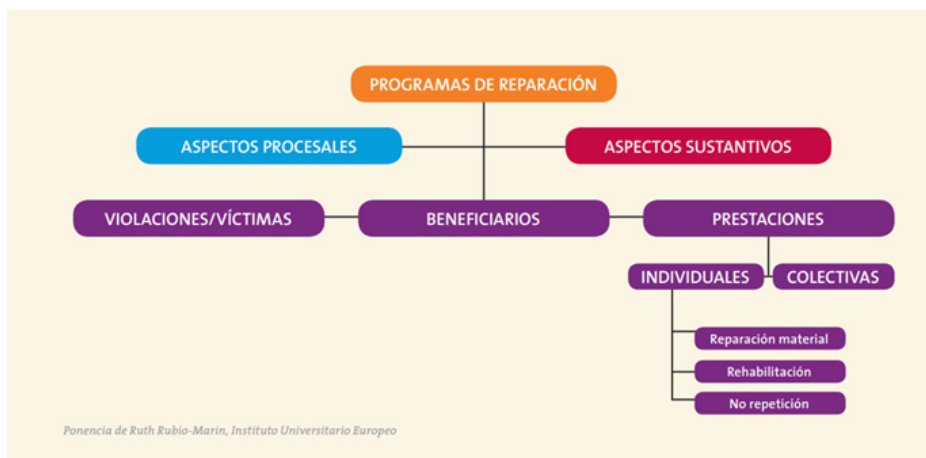 PROGRAMAS DE REPARACIÓN
ASPECTOS PROCESALES
ASPECTOS SUSTANTIVOS
VIOLACIONES/VÍCTIMAS
BENEFICIARIOS
PRESTACIONES
INDIVIDUALES
COLECTIVAS
Reparación material
Rehabilitación
No repetición
Ponencia de Ruth Rubio-Marin, Instituto Universitario Europeo